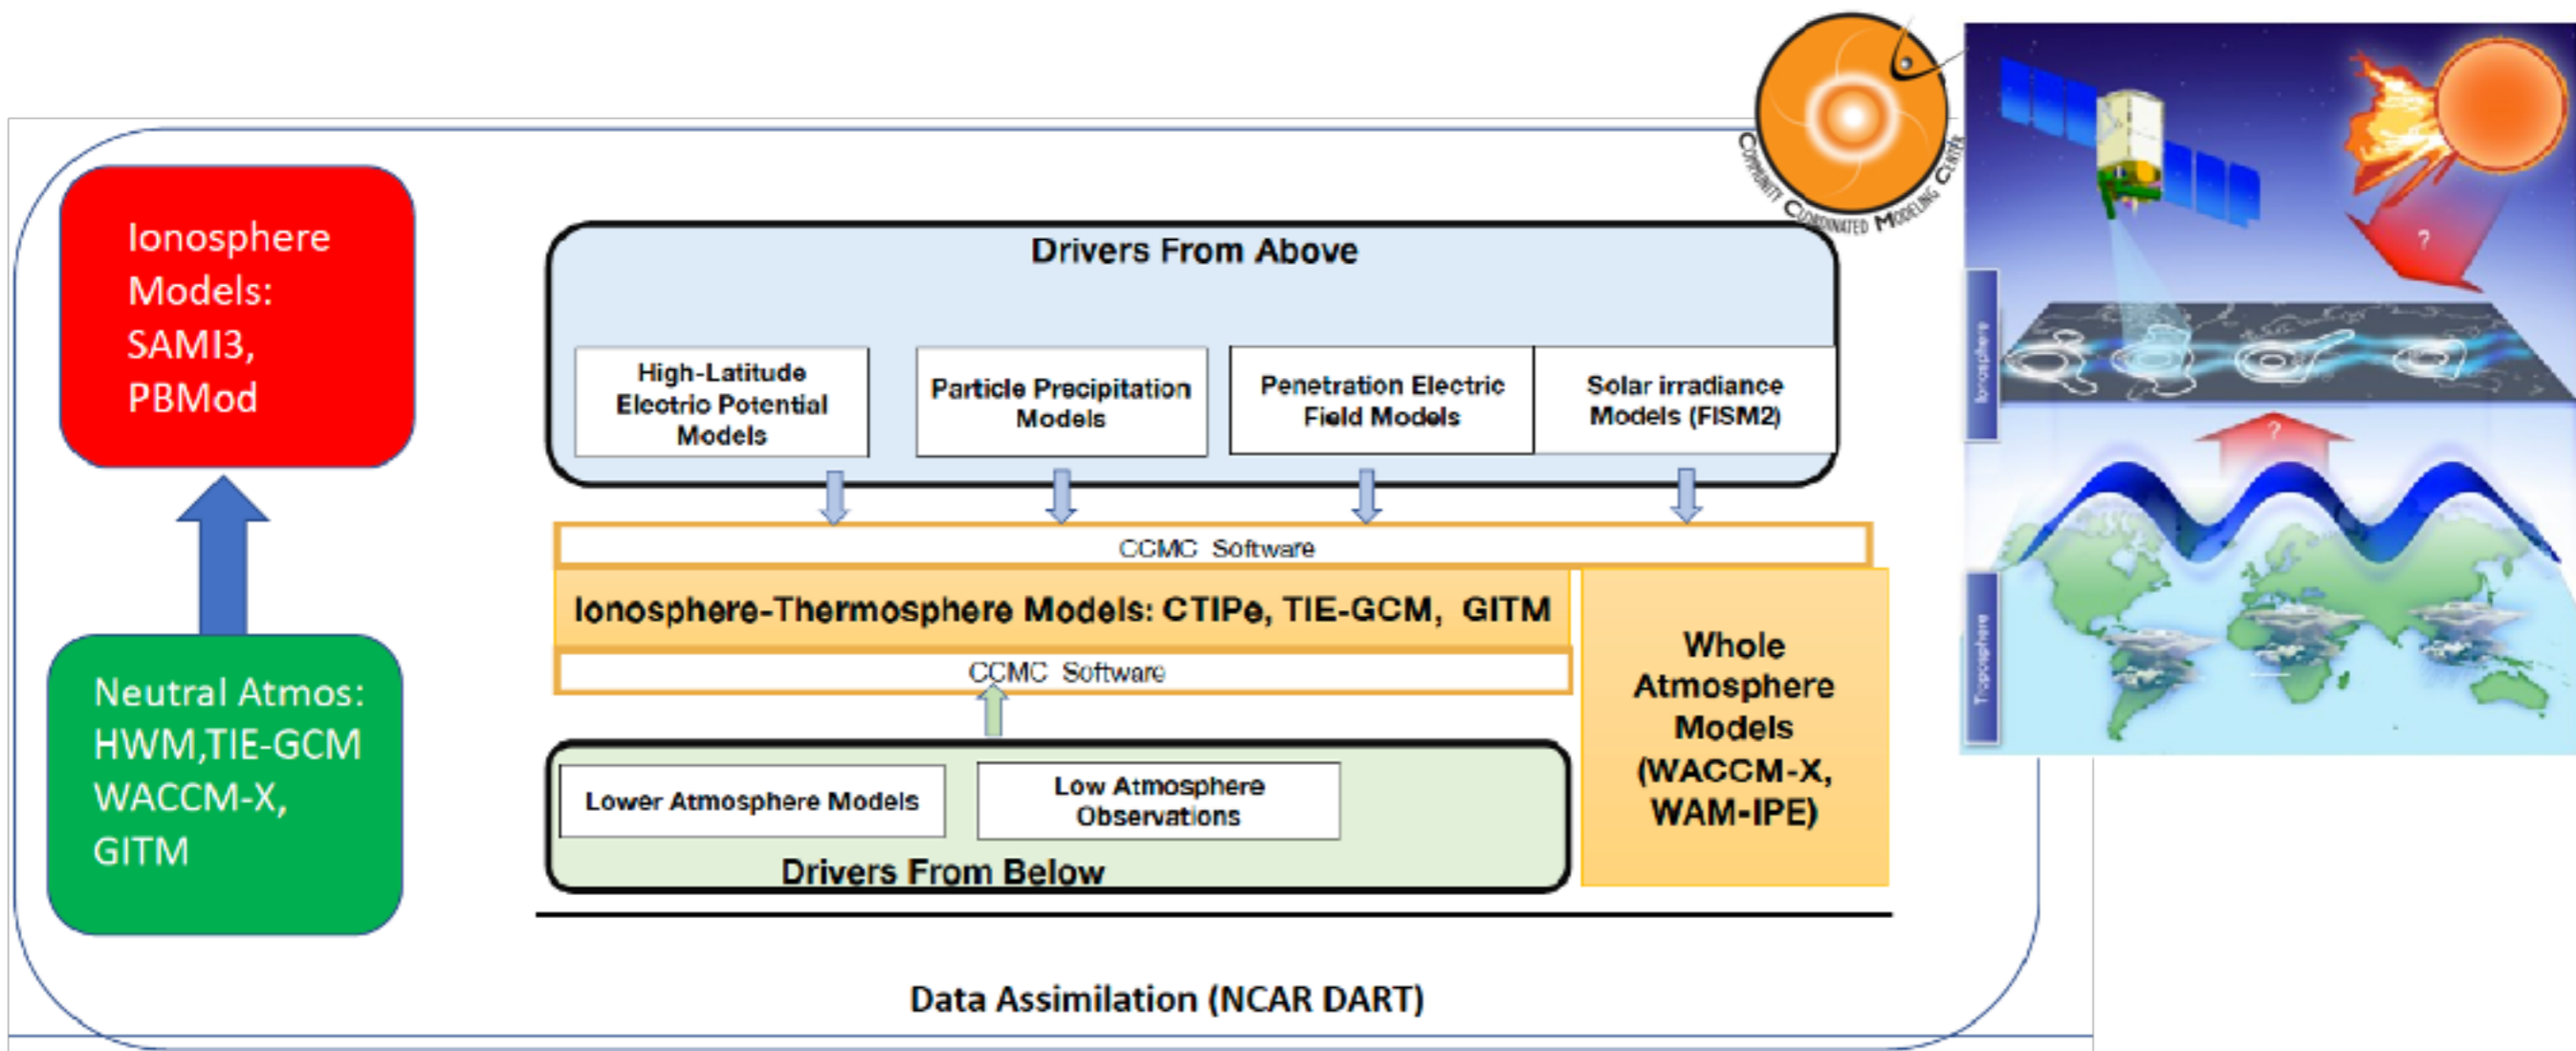 Ionosphere
Models:
SAMI3,
PBMod
Neutral Atmos:
HWM,TIE-GCM
WACCM-X,
GITM
Drivers From Above
High-Latitude
Electric Potential
Models
Particle Precipitation
Models
Penetration Electric
Field Models
Solar irradiance
Models (FISM2)
CCMC Software
Ionosphere-Thermosphere Models: CTIPe, TIE-GCM, GITM
CCMC Software
Whole
Atmosphere
Models
(WACCM-X,
WAM-IPE)
Lower Atmosphere Models
Low Atmosphere
Observations
Drivers From Below
Data Assimilation (NCAR DART)
COMMUNITY COORDINATED MODELING CENTER
?
Ionosphere
?
Troposphere